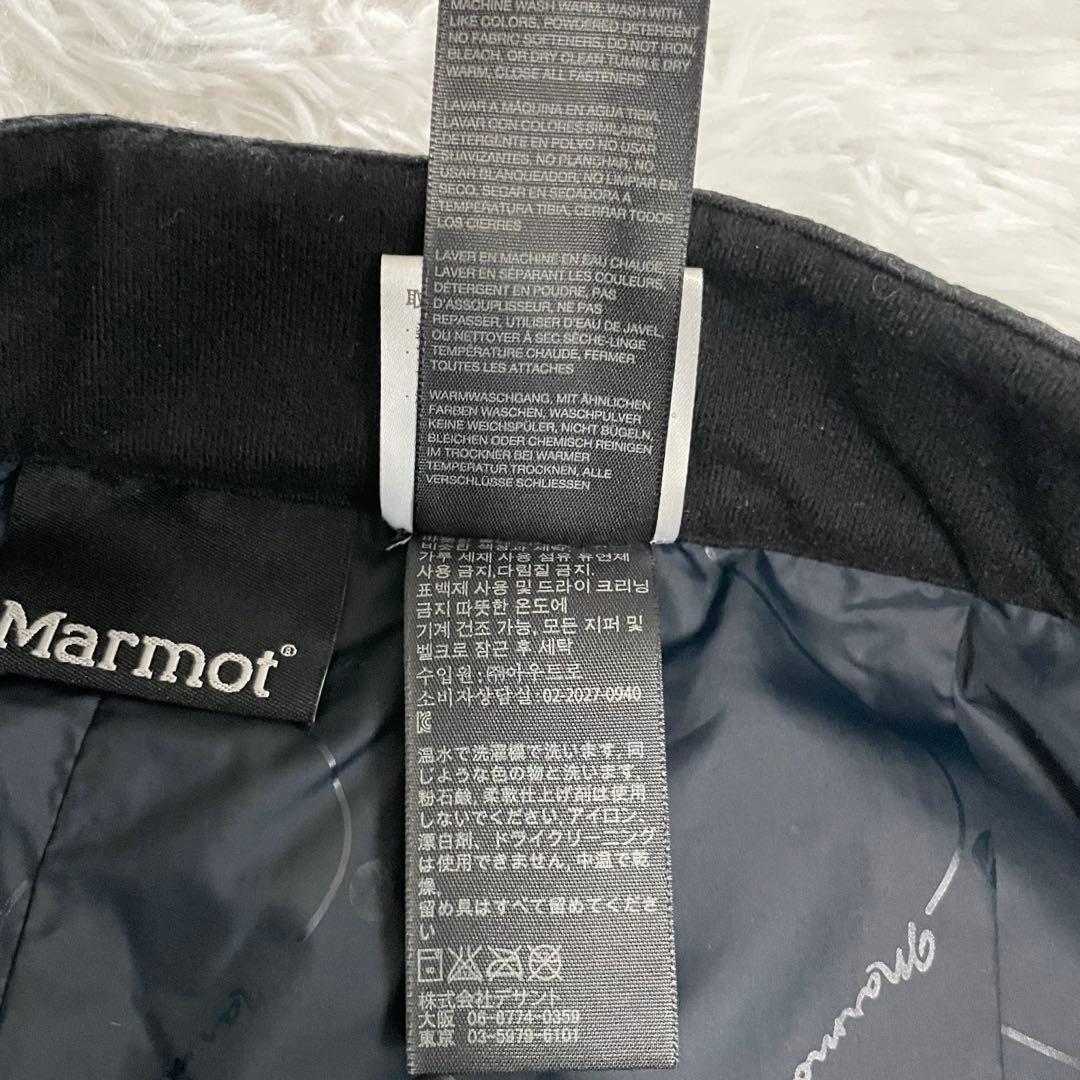 MACHINE WASH WARM, WASH WITH
LIKE COLORS, POWDERED DETERGENT
NO FABRIC SOFTENERS. DO NOT IRON
BLEACH, OR DRY CLEAN TUMBLE DRY
WARM, CLOSE ALL FASTENERS
LAVAR A MÁQUINA EN AGUA TIBIA,
LAVAR CON COLORES SIMILARES,
DETERGENTE EN POLVO NO USAR
SUAVIZANTES. NO PLANCHAR, NO
USAR BLANQUEADOR NO LIMPIAR EN
SECO, SECAR EN SECADORA A
TEMPERATURA TIBIA, CERRAR TODOS
LOS CIERRES
LAVER EN MACHINE EN EAU CHAUDE,
LAVER EN SÉPARANT LES COULEURS,
DÉTERGENT EN POUDRE, PAS
D'ASSOUPLISSEUR, NE PAS
REPASSER, UTILISER D'EAU DE JAVEL,
OU NETTOYER À SEC SÈCHE-LINGE
TEMPÉRATURE CHAUDE, FERMER
TOUTES LES ATTACHES
WARMWASCHGANG, MIT ÄHNLICHEN
FARBEN WASCHEN, WASCHPULVER
KEINE WEICHSPÜLER, NICHT BÜGELN,
BLEICHEN ODER CHEMISCH REINIGEN
IM TROCKNER BEI WARMER
TEMPERATUR TROCKNEN, ALLE
VERSCHLÜSSE SCHLIESSEN
取
Marmot®
가루 세제 사용 섬유 유연제
사용 금지,다림질 금지.
표백제 사용 및 드라이 크리닝
금지 따뜻한 온도에
기계 건조 가능, 모든 지퍼 및
벨크로 잠근 후 세탁
수입원:㈜아웃트로
소비자상담실:02-2027-0940
温水で洗濯機で洗います. 同
じような色の物と洗います.
粉石鹸, 柔軟仕上げ剤は使用
しないでください. アイロン,
漂白剤、ドライクリーニング
は使用できません, 中温で乾
燥,
留め具はすべて留めてくださ
い
株式会社デサント
大阪 06-6774-0359
東京 03-5979-6101
Marmo